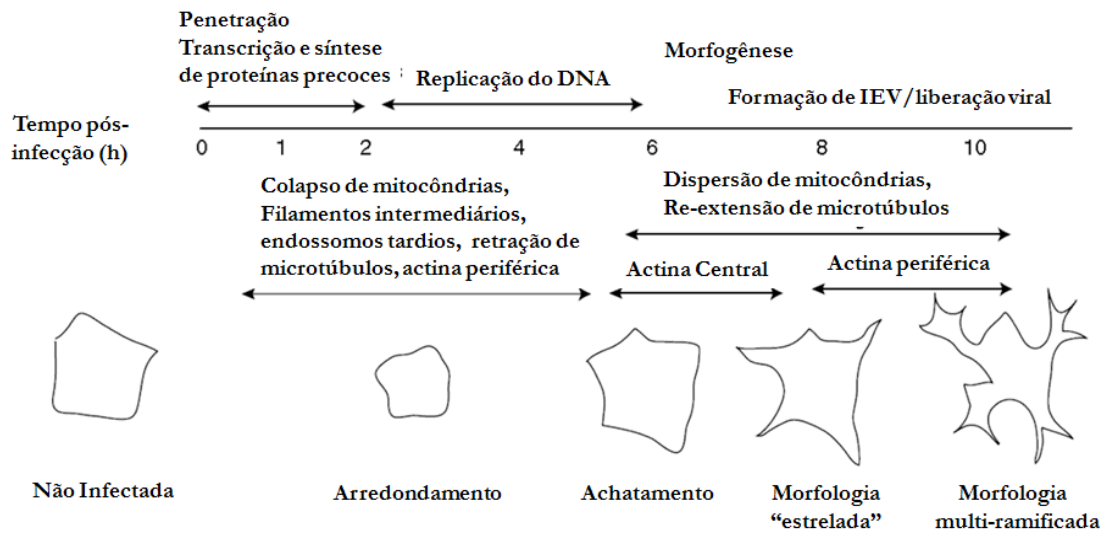 Penetração
Transcrição e síntese
de proteínas precoces
Replicação do DNA
Morfogênese
Formação de IEV/liberação viral
Tempo pós-
infecção (h)
0 1 2 4 6 8 10
Colapso de mitocôndrias,
Filamentos intermediários,
endossomos tardios, retração de
microtúbulos, actina periférica
Dispersão de mitocôndrias,
Re-extensão de microtúbulos
Actina Central
Actina periférica
Não Infectada
Arredondamento
Achatamento
Morfologia
“estrelada”
Morfologia
multi-ramificada